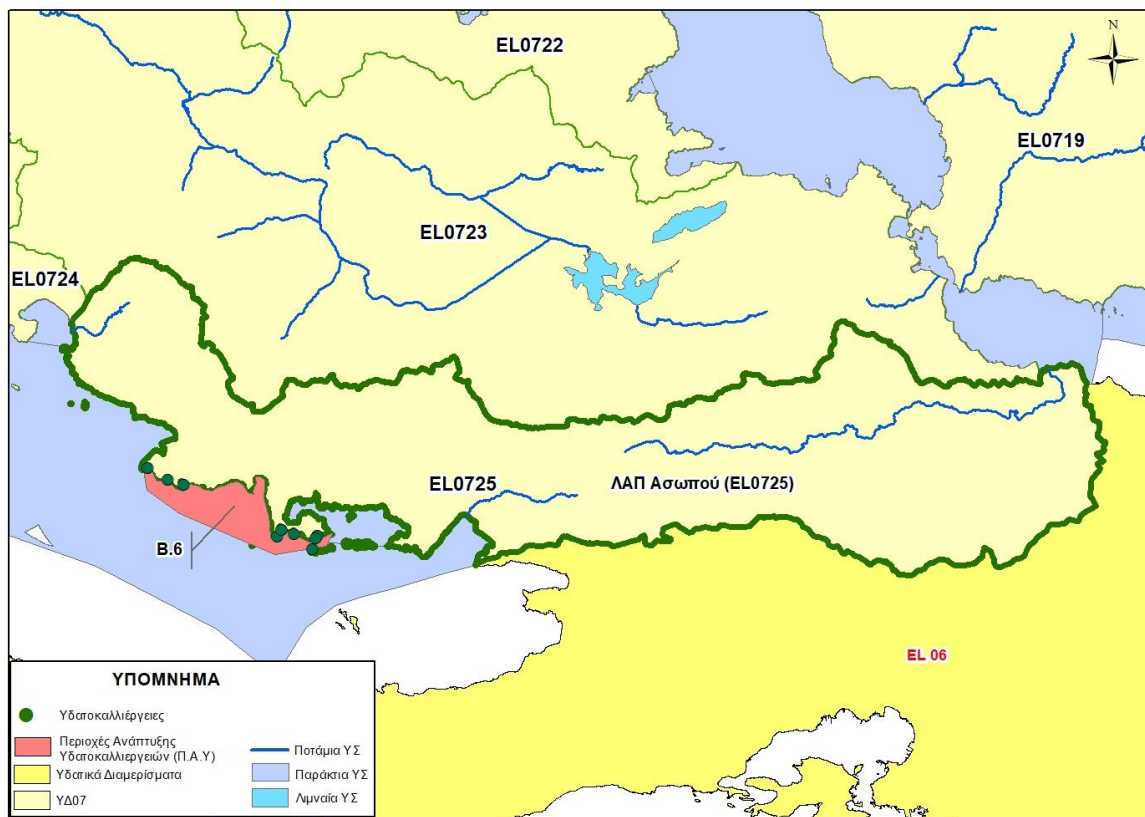 N
EL0722
EL0719
EL0723
EL0724
EL0725
ΛΑΠ Ασωπού (EL0725)
B.6
EL 06
ΥΠΟΜΝΗΜΑ
Υδατοκαλλιέργειες
Περιοχές Ανάπτυξης
Υδατοκαλλιεργειών (Π.Α.Υ)
Υδατικά Διαμερίσματα
ΥΔ07
Ποτάμια ΥΣ
Παράκτια ΥΣ
Λιμναία ΥΣ